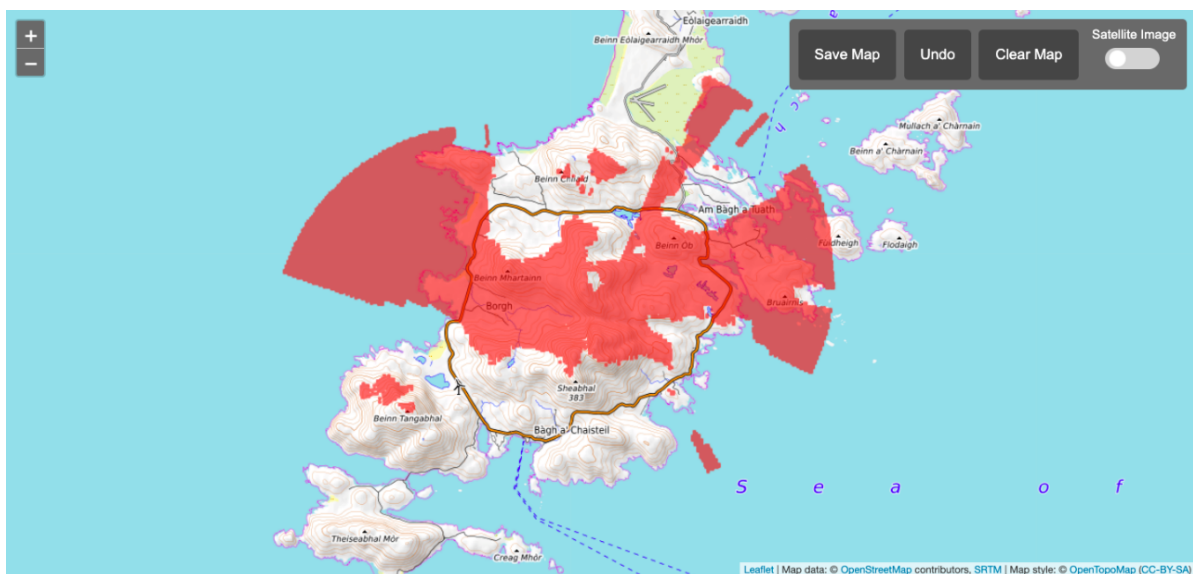 +
−
Save Map
Undo
Clear Map
Satellite Image
Eòlaigearraidh
Beinn Eòlaigearraidh Mhòr
Mullach a' Chàrnain
Beinn a' Chàrnain
Beinn Chliaid
Am Bàgh a Tuath
Beinn Ob
Fùidheigh
Flodaigh
Beinn Mhartainn
Borgh
Bruairnis
Sheabhal
383
Beinn Tangabhal
Bàgh a' Chaisteil
S e a o f
Theiseabhal Mòr
Creag Mhòr
Leaflet | Map data: © OpenStreetMap contributors, SRTM | Map style: © OpenTopoMap (CC-BY-SA)